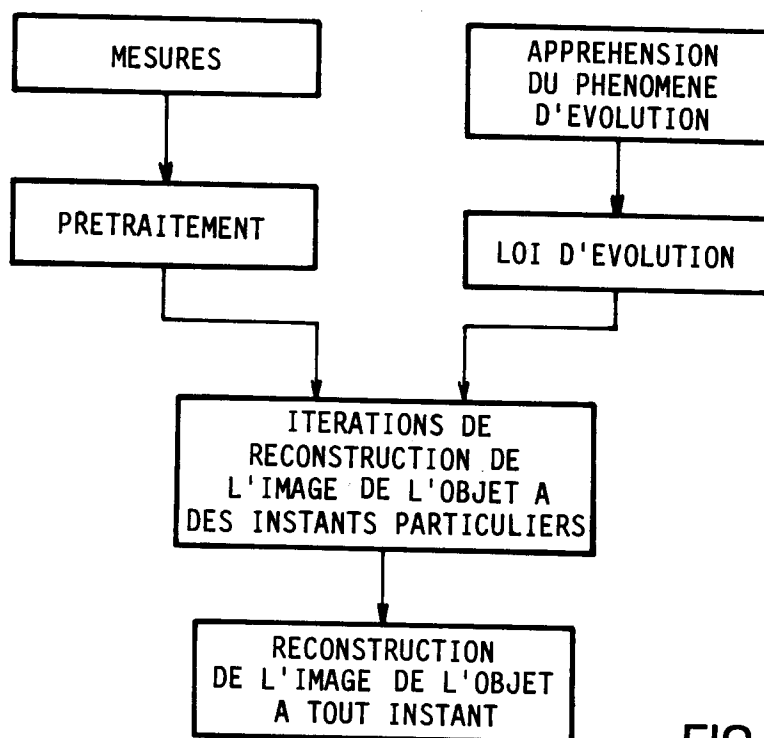 MESURES
APPREHENSION
DU PHENOMENE
D'EVOLUTION
PRETRAITEMENT
LOI D'EVOLUTION
ITERATIONS DE
RECONSTRUCTION DE
L'IMAGE DE L'OBJET A
DES INSTANTS PARTICULIERS
RECONSTRUCTION
DE L'IMAGE DE L'OBJET
A TOUT INSTANT
FIG